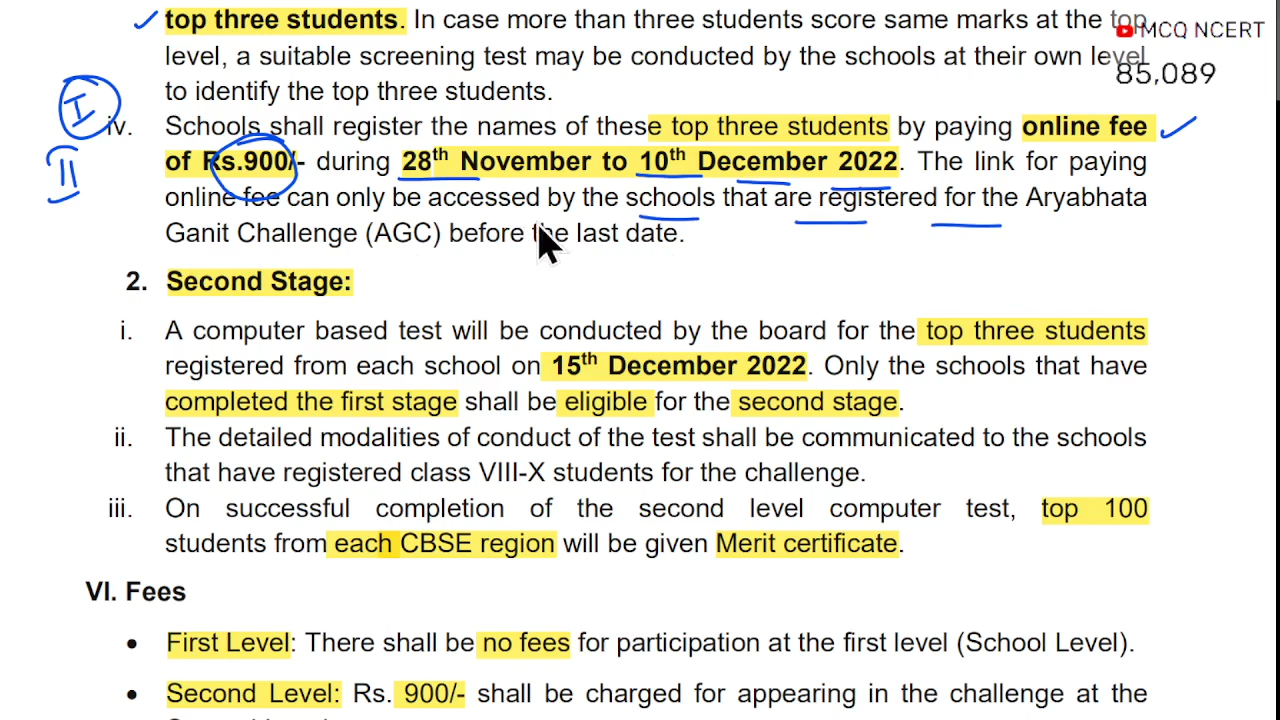 top three students. In case more than three students score same marks at the top
MCQ NCERT
level, a suitable screening test may be conducted by the schools at their own level
85,089
to identify the top three students.
I
iv. Schools shall register the names of these top three students by paying online fee
II
of Rs.900/- during 28th November to 10th December 2022. The link for paying
online fee can only be accessed by the schools that are registered for the Aryabhata
Ganit Challenge (AGC) before the last date.
2. Second Stage:
i. A computer based test will be conducted by the board for the top three students
registered from each school on 15th December 2022. Only the schools that have
completed the first stage shall be eligible for the second stage.
ii. The detailed modalities of conduct of the test shall be communicated to the schools
that have registered class VIII-X students for the challenge.
iii. On successful completion of the second level computer test, top 100
students from each CBSE region will be given Merit certificate.
VI. Fees
• First Level: There shall be no fees for participation at the first level (School Level).
• Second Level: Rs. 900/- shall be charged for appearing in the challenge at the